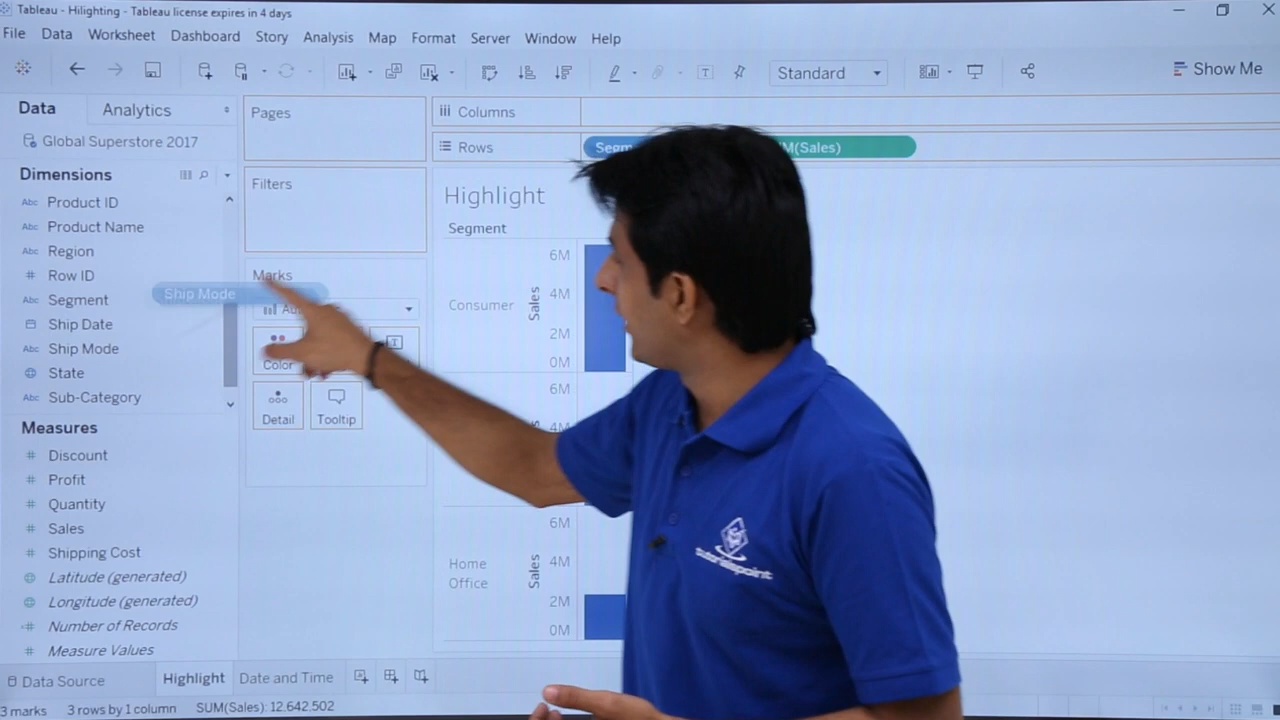 Tableau - Hilighting - Tableau license expires in 4 days
File Data Worksheet Dashboard Story Analysis Map Format Server Window Help
Standard
Show Me
Data Analytics
Pages
Columns
Global Superstore 2017
Rows
Segm
M(Sales)
Dimensions
Filters
Highlight
Product ID
Product Name
Segment
Region
Row ID
Marks
Ship Mode
Segment
Ship Date
Ship Mode
State
Sub-Category
Color
Detail
Tooltip
6M
4M
2M
0M
Consumer
Sales
6M
4M
Measures
Discount
Profit
Quantity
Sales
Shipping Cost
Latitude (generated)
Longitude (generated)
Number of Records
Measure Values
6M
4M
2M
0M
Home
Office
Sales
tutorialspoint
Data Source
Highlight
Date and Time
3 marks
3 rows by 1 column
SUM(Sales): 12.642.502